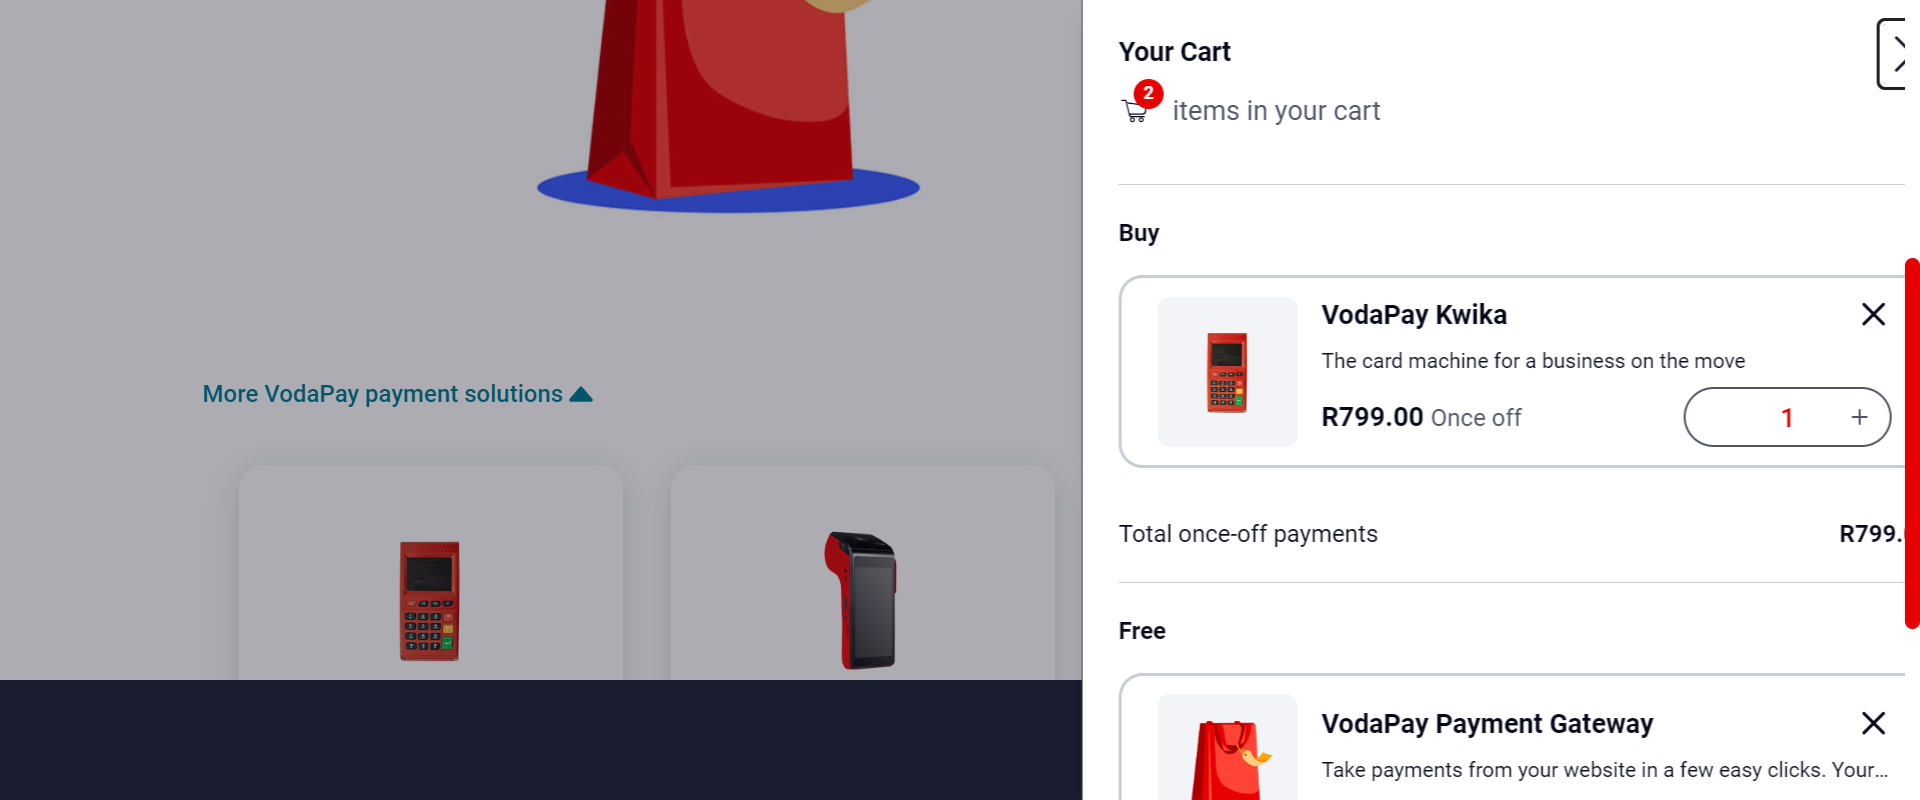 Your Cart
2
items in your cart
Buy
VodaPay Kwika
The card machine for a business on the move
R799.00 Once off
1 +
Total once-off payments
R799.
Free
VodaPay Payment Gateway
Take payments from your website in a few easy clicks. Your...
More VodaPay payment solutions